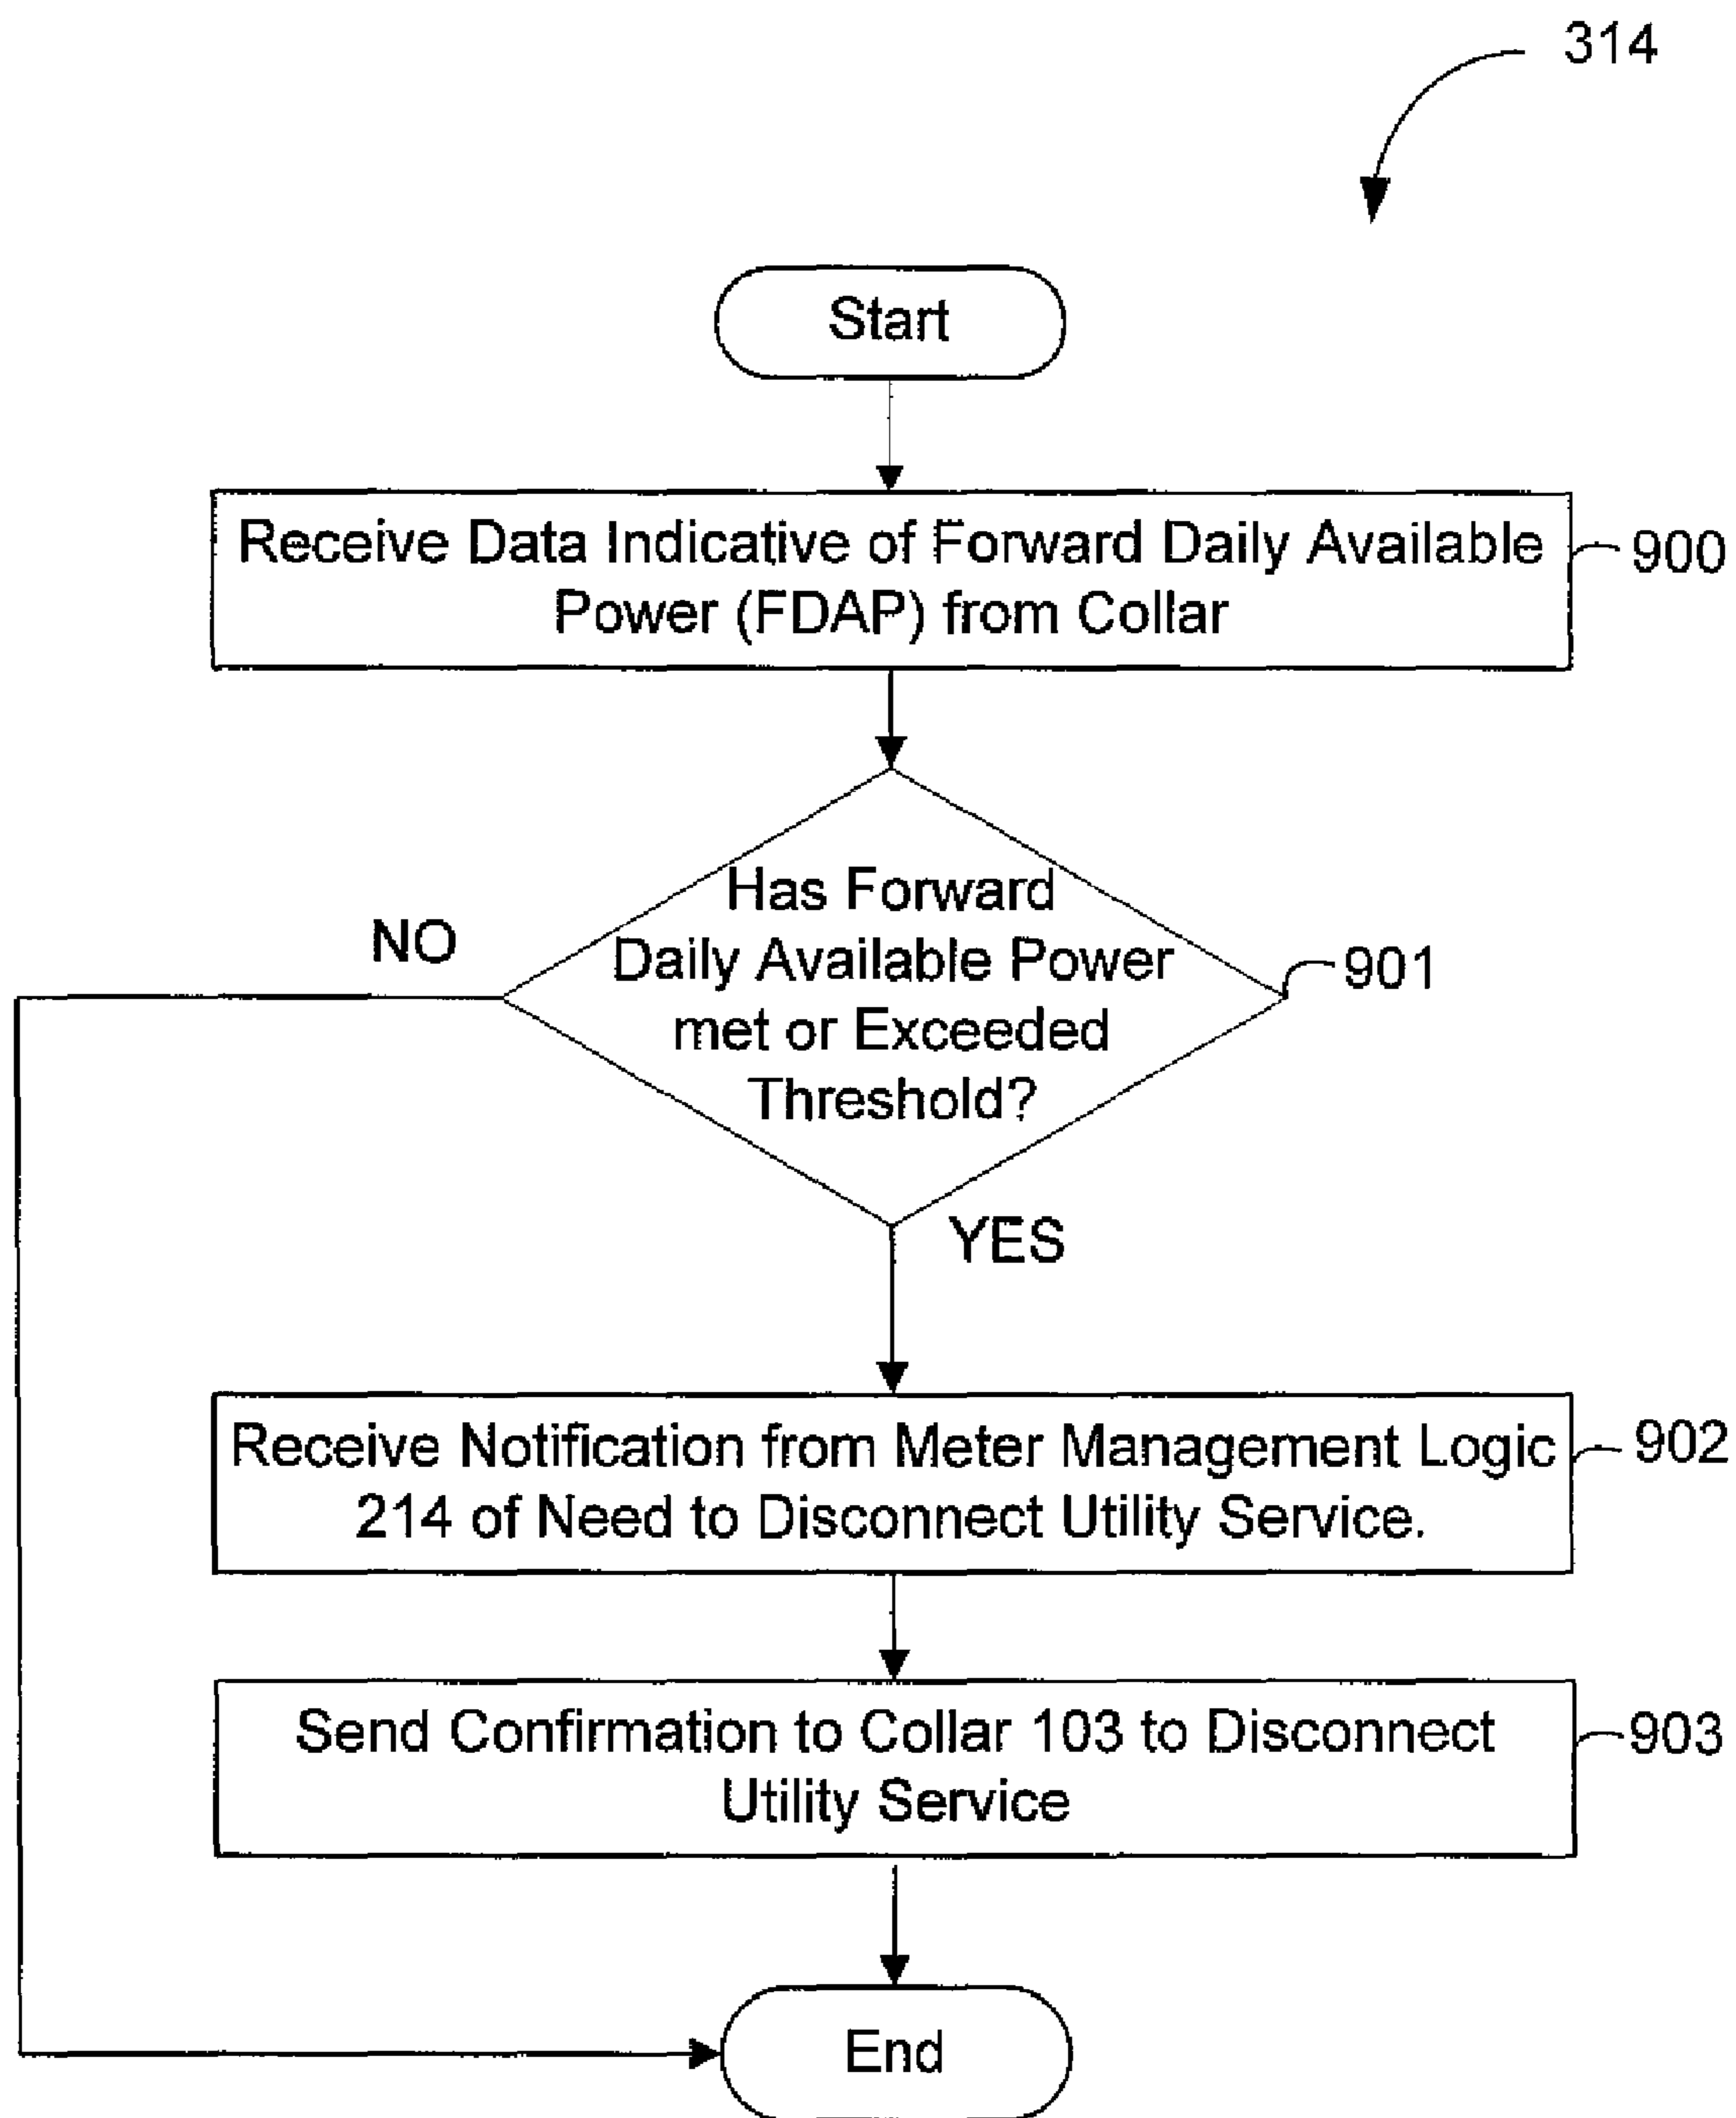 314
Start
Receive Data Indicative of Forward Daily Available
Power (FDAP) from Collar
900
Has Forward
Daily Available Power
met or Exceeded
Threshold?
901
NO
YES
Receive Notification from Meter Management Logic
214 of Need to Disconnect Utility Service.
902
Send Confirmation to Collar 103 to Disconnect
Utility Service
903
End